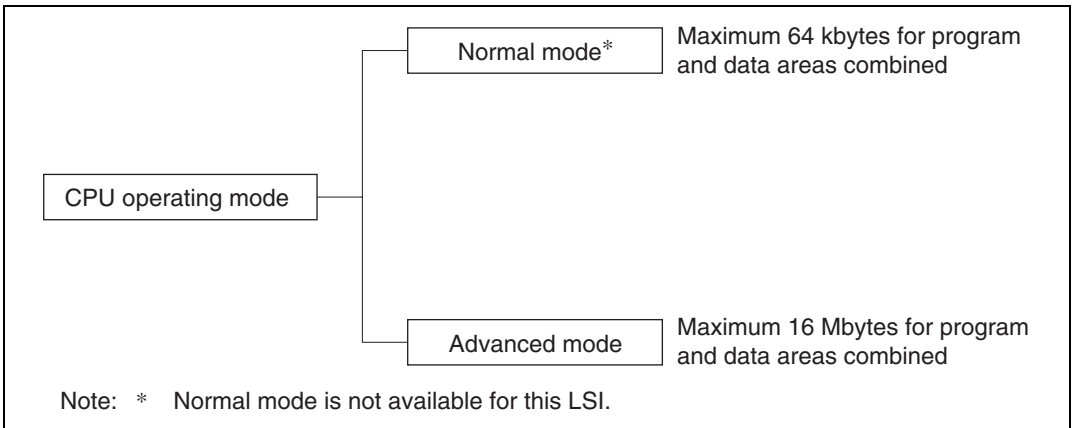 Normal mode*
Maximum 64 kbytes for program
and data areas combined
CPU operating mode
Advanced mode
Maximum 16 Mbytes for program
and data areas combined
Note: * Normal mode is not available for this LSI.